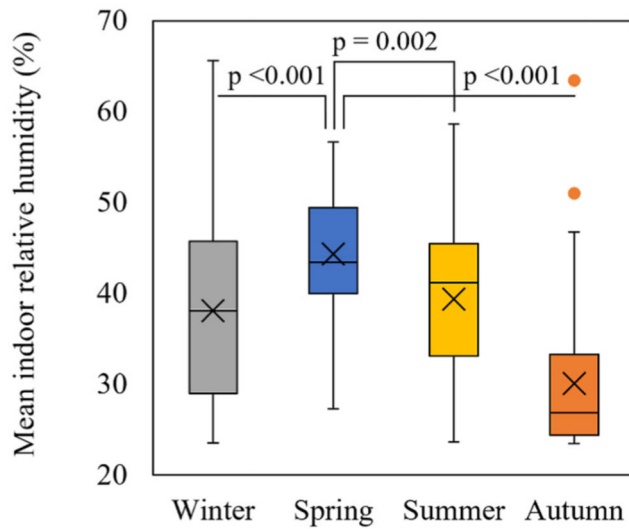 Mean indoor relative humidity (%)
70
60
50
40
30
20
p = 0.002
p <0.001
p <0.001
Winter
Spring
Summer
Autumn